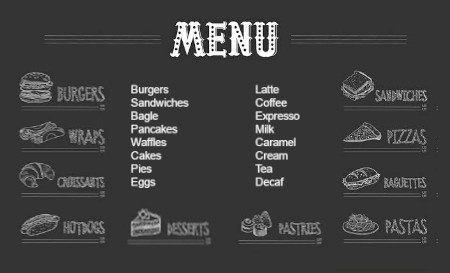 MENU
BURGERS
WRAPS
CROISSANTS
HOTDOGS
Burgers
Sandwiches
Bagle
Pancakes
Waffles
Cakes
Pies
Eggs
Latte
Coffee
Expresso
Milk
Caramel
Cream
Tea
Decaf
SANDWICHES
PIZZAS
BAGUETTES
PASTAS
DESSERTS
PASTRIES